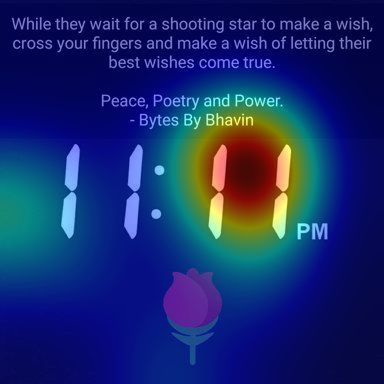 While they wait for a shooting star to make a wish,
cross your fingers and make a wish of letting their
best wishes come true.
Peace, Poetry and Power.
- Bytes By Bhavin
11:11 PM